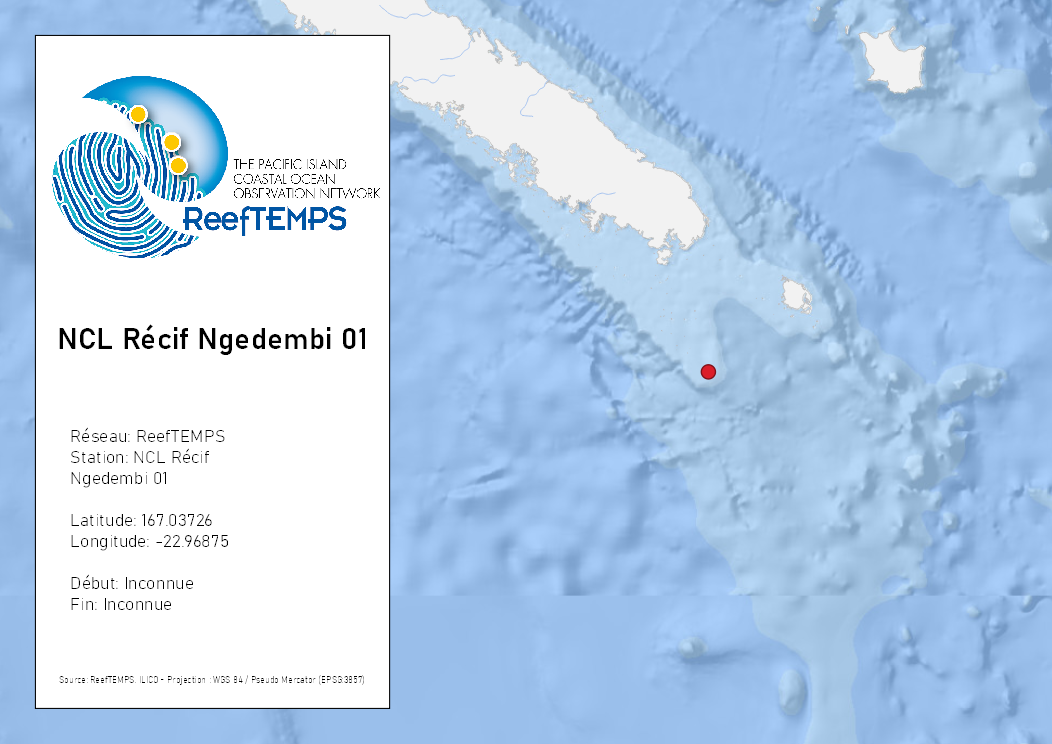 THE PACIFIC ISLAND
COASTAL OCEAN
OBSERVATION NETWORK
ReefTEMPS
NCL Récif Ngedembi 01
Réseau: ReefTEMPS
Station: NCL Récif
Ngedembi 01
Latitude: 167.03726
Longitude: -22.96875
Début: Inconnue
Fin: Inconnue
Source: ReefTEMPS, ILICO - Projection : WGS 84 / Pseudo Mercator (EPSG:3857)